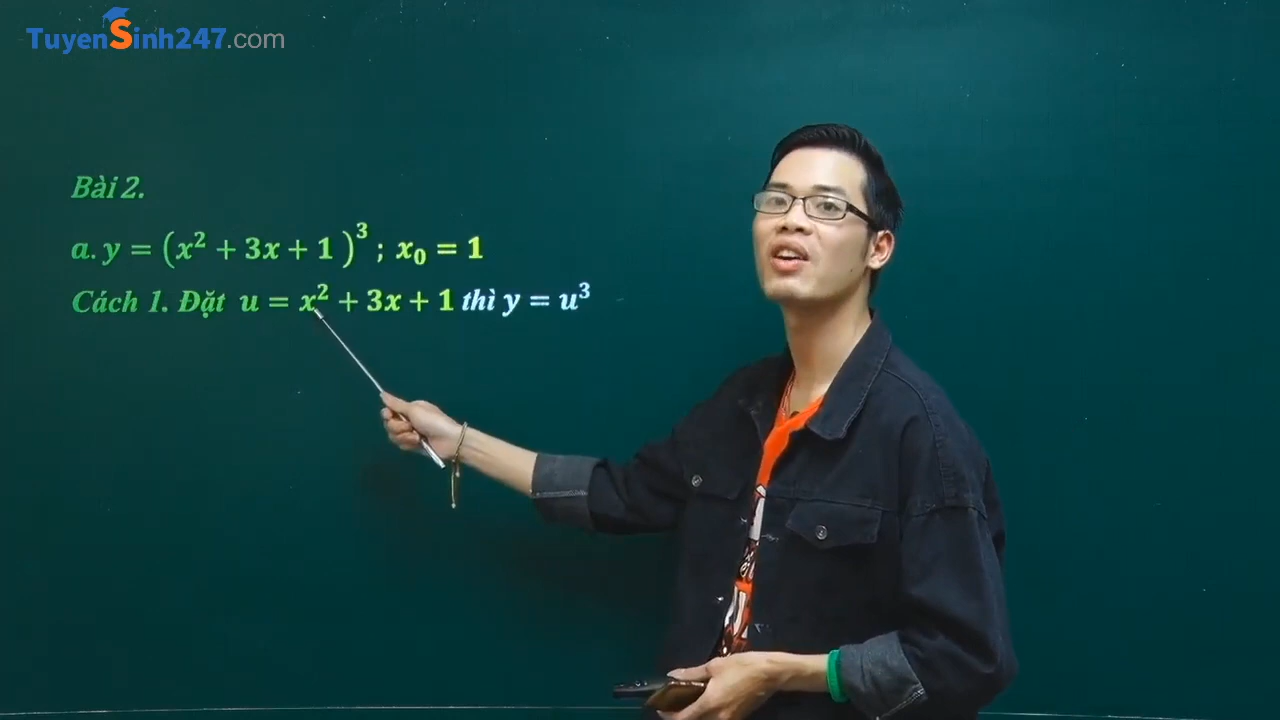 TuyenSinh247.com
Bài 2.
a. y = (x² + 3x + 1)³ ; x₀ = 1
Cách 1. Đặt u = x² + 3x + 1 thì y = u³